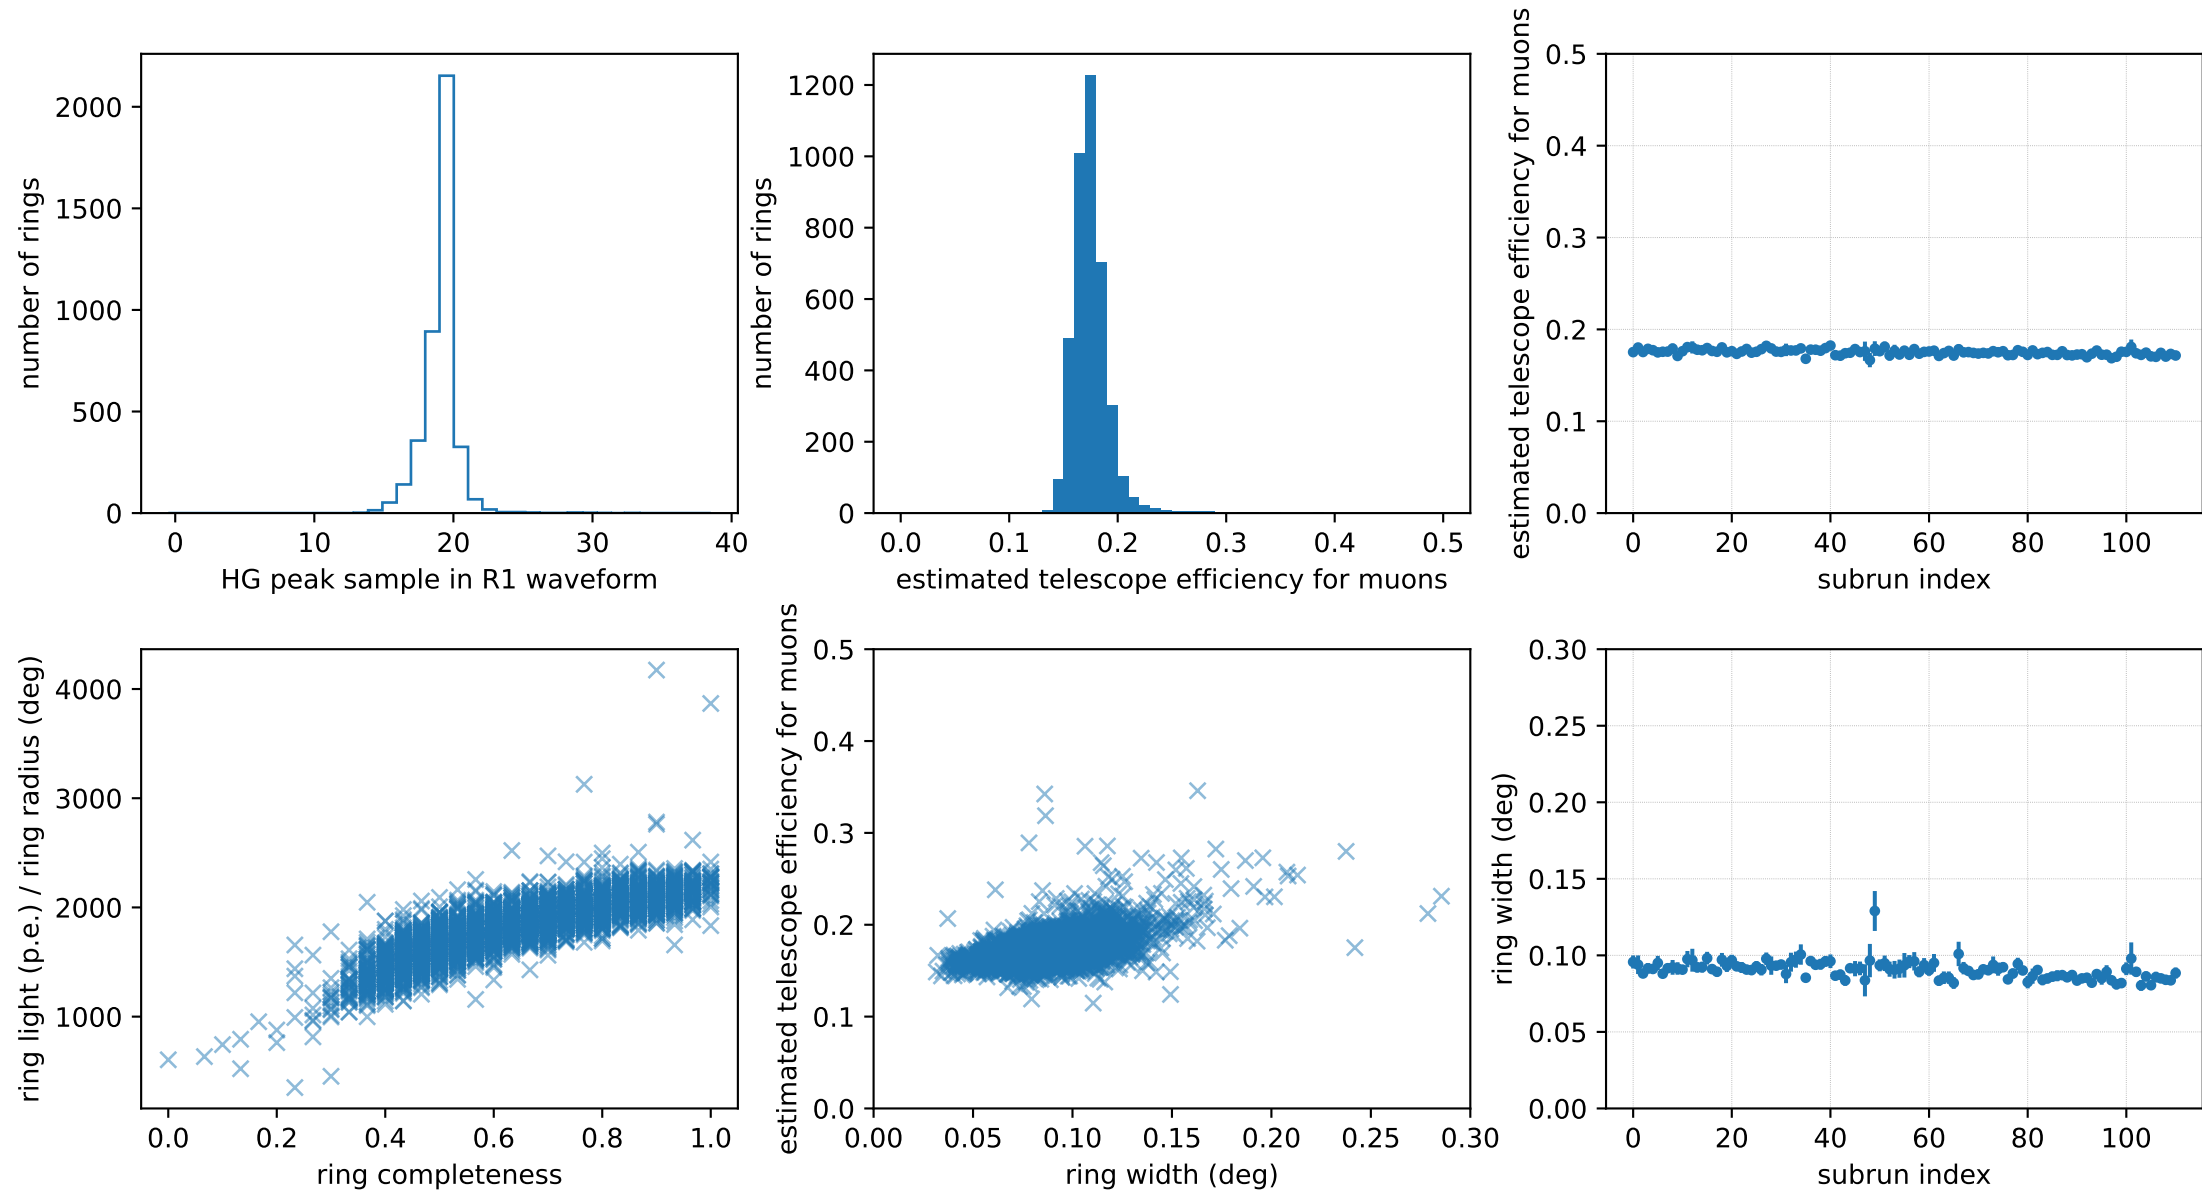 number of rings
2000
1500
1000
500
0
0 10 20 30 40
HG peak sample in R1 waveform
number of rings
1200
1000
800
600
400
200
0
0.0 0.1 0.2 0.3 0.4 0.5
estimated telescope efficiency for muons
estimated telescope efficiency for muons
0.5
0.4
0.3
0.2
0.1
0.0
0 20 40 60 80 100
subrun index
ring light (p.e.) / ring radius (deg)
4000
3000
2000
1000
0.0 0.2 0.4 0.6 0.8 1.0
ring completeness
estimated telescope efficiency for muons
0.5
0.4
0.3
0.2
0.1
0.0
0.00 0.05 0.10 0.15 0.20 0.25 0.30
ring width (deg)
ring width (deg)
0.30
0.25
0.20
0.15
0.10
0.05
0.00
0 20 40 60 80 100
subrun index